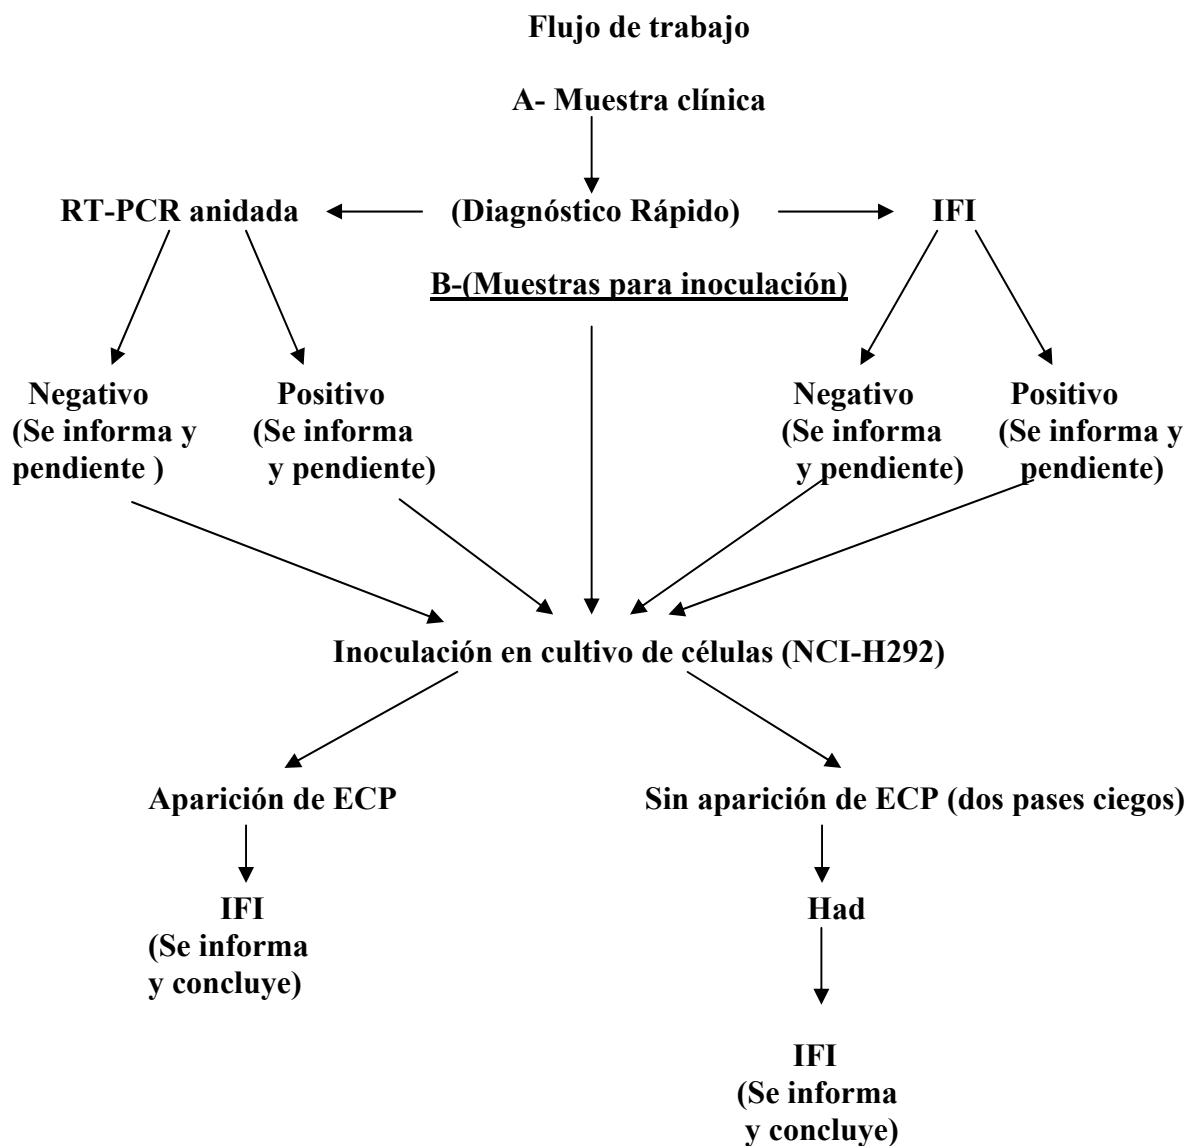 Flujo de trabajo
A- Muestra clínica
RT-PCR anidada (Diagnóstico Rápido) IFI
B-(Muestras para inoculación)
Negativo
(Se informa y
pendiente )
Positivo
(Se informa
y pendiente)
Negativo
(Se informa
y pendiente)
Positivo
(Se informa y
pendiente)
Inoculación en cultivo de células (NCI-H292)
Aparición de ECP
IFI
(Se informa
y concluye)
Sin aparición de ECP (dos pases ciegos)
Had
IFI
(Se informa
y concluye)